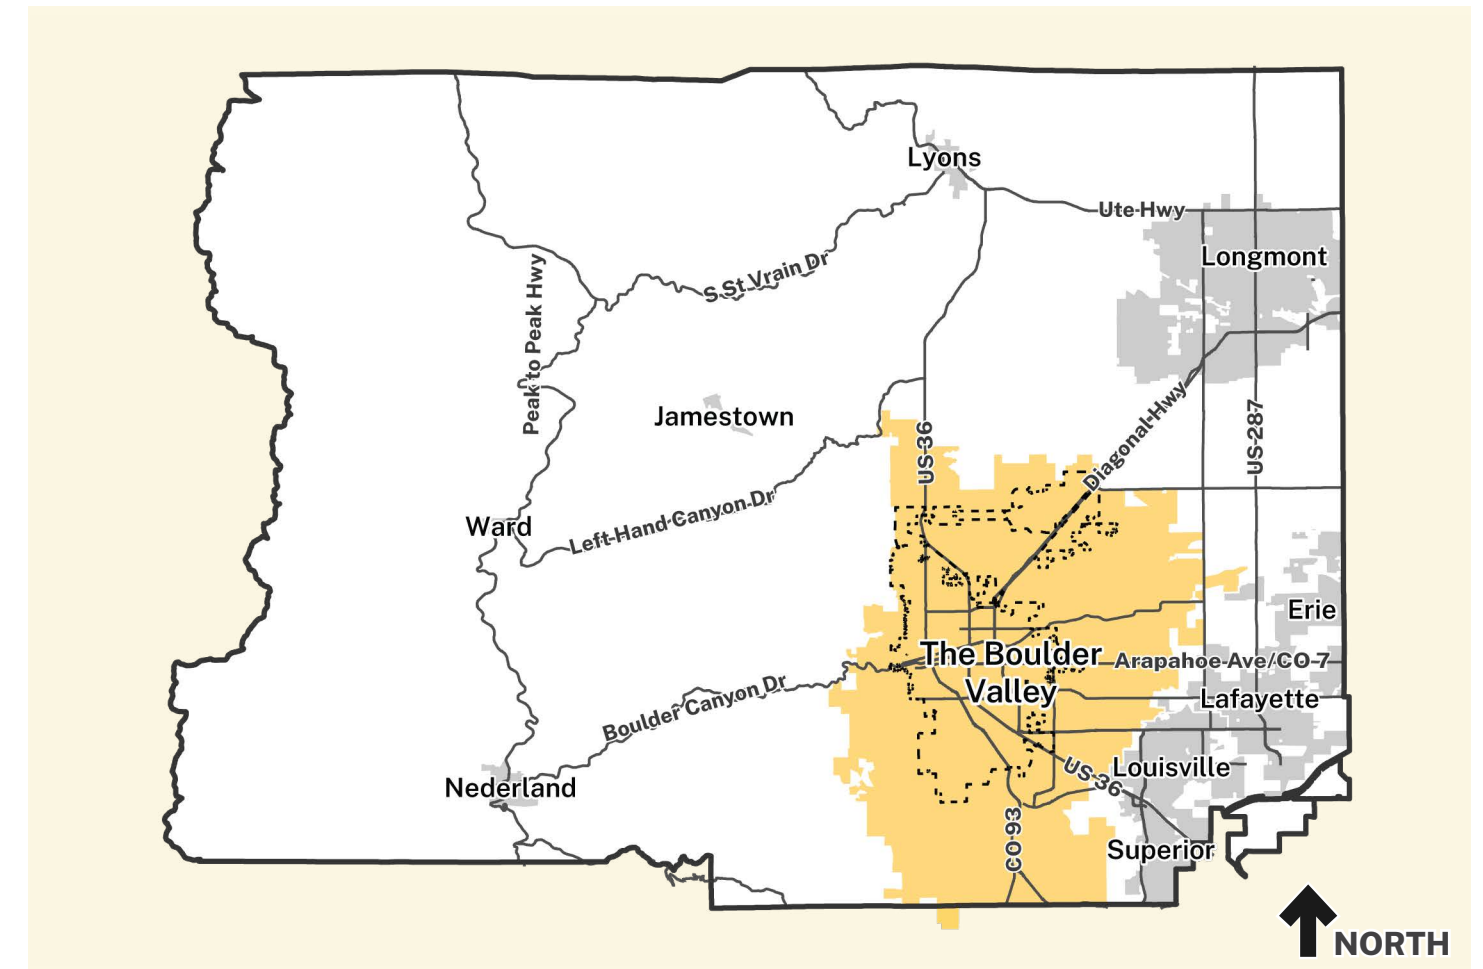 Lyons
Ute Hwy
Longmont
S St Vrain Dr
Peak to Peak Hwy
Jamestown
US-36
Diagonal Hwy
US-287
Left-Hand Canyon Dr
Ward
Erie
The Boulder
Valley
Arapahoe Ave/CO-7
Lafayette
Boulder Canyon Dr
US-36
Louisville
Nederland
CO-93
Superior
NORTH